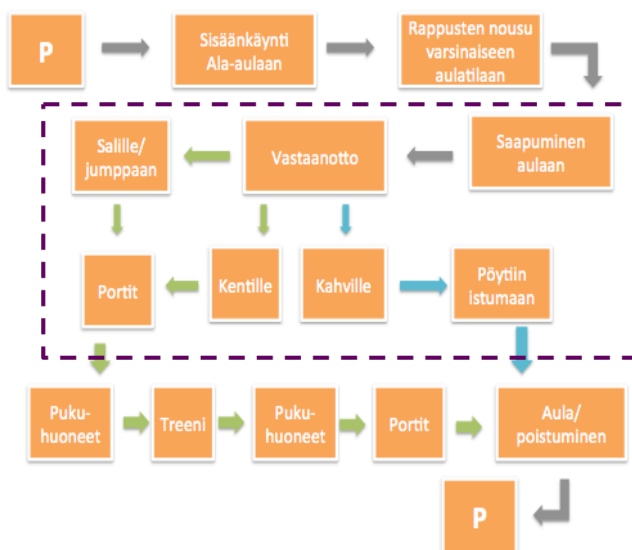 P
Sisäänkäynti
Ala-aulaan
Rappusten nousu
varsinaiseen
aulatilaan
Salille/
jumppaan
Vastaanotto
Saapuminen
aulaan
Portit
Kentille
Kahville
Pöytiin
istumaan
Puku-
huoneet
Treeni
Puku-
huoneet
Portit
Aula/
poistuminen
P